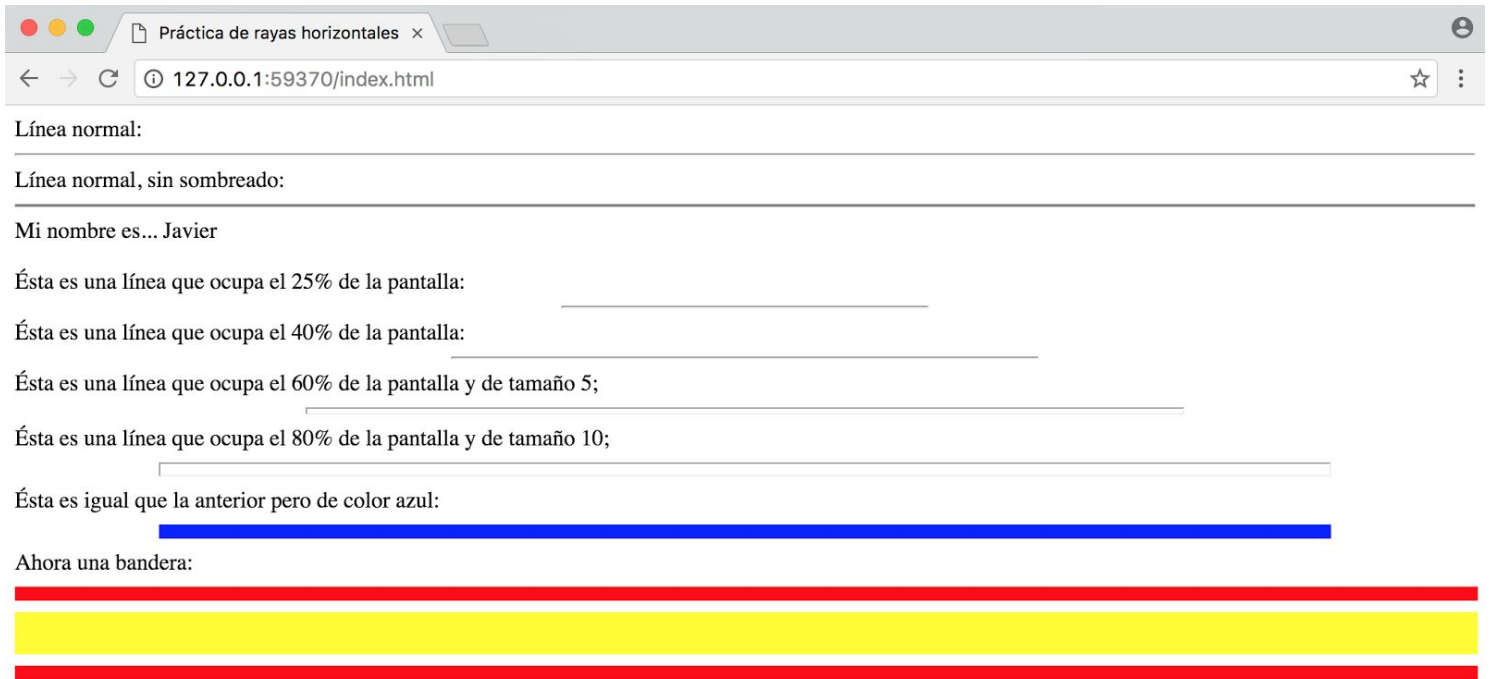 Práctica de rayas horizontales
127.0.0.1:59370/index.html
Línea normal:
Línea normal, sin sombreado:
Mi nombre es... Javier
Ésta es una línea que ocupa el 25% de la pantalla:
Ésta es una línea que ocupa el 40% de la pantalla:
Ésta es una línea que ocupa el 60% de la pantalla y de tamaño 5;
Ésta es una línea que ocupa el 80% de la pantalla y de tamaño 10;
Ésta es igual que la anterior pero de color azul:
Ahora una bandera: